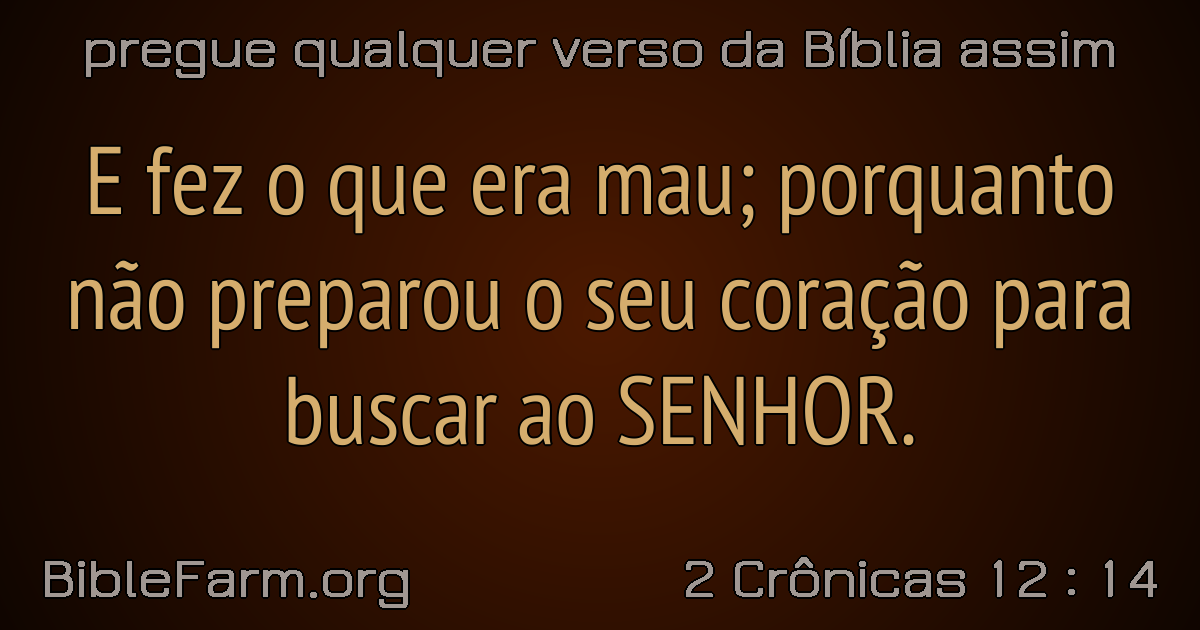 pregue qualquer verso da Bíblia assim
E fez o que era mau; porquanto
não preparou o seu coração para
buscar ao SENHOR.
BibleFarm.org
2 Crônicas 12 : 14